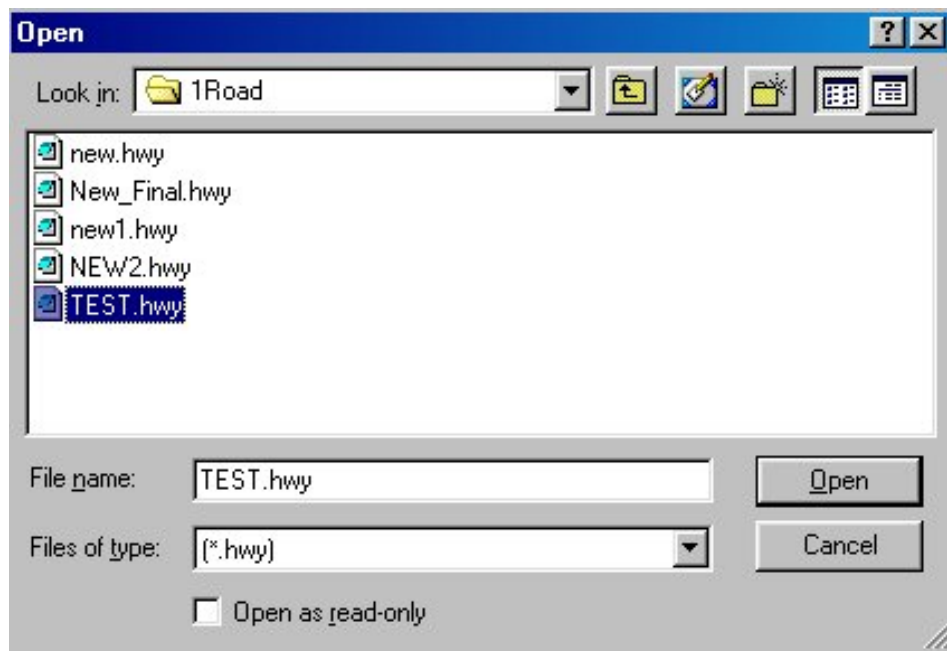 Open
Look in: 1Road
new.hwy
New_Final.hwy
new1.hwy
NEW2.hwy
TEST.hwy
File name: TEST.hwy Open
Files of type: (*.hwy) Cancel
Open as read-only